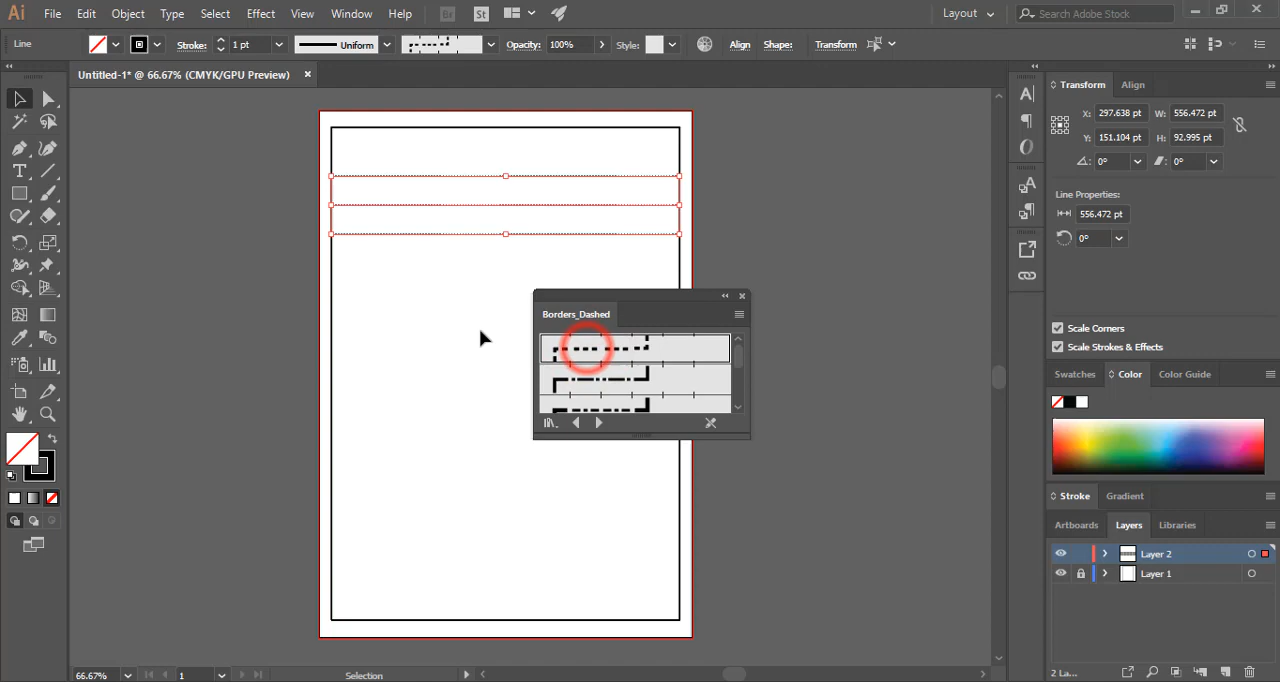 Ai File Edit Object Type Select Effect View Window Help Br St Layout Search Adobe Stock
Line Stroke: 1 pt Uniform Opacity: 100% Style: Align Shape: Transform
Untitled-1* @ 66.67% (CMYK/GPU Preview) ×
Transform Align
X: 297.638 pt W: 556.472 pt
Y: 151.104 pt H: 92.995 pt
0° 0°
Line Properties:
556.472 pt
0°
Borders_Dashed
Scale Corners
Scale Strokes & Effects
Swatches Color Color Guide
Stroke Gradient
Artboards Layers Libraries
Layer 2
Layer 1
66.67% 1 Selection 2 La...